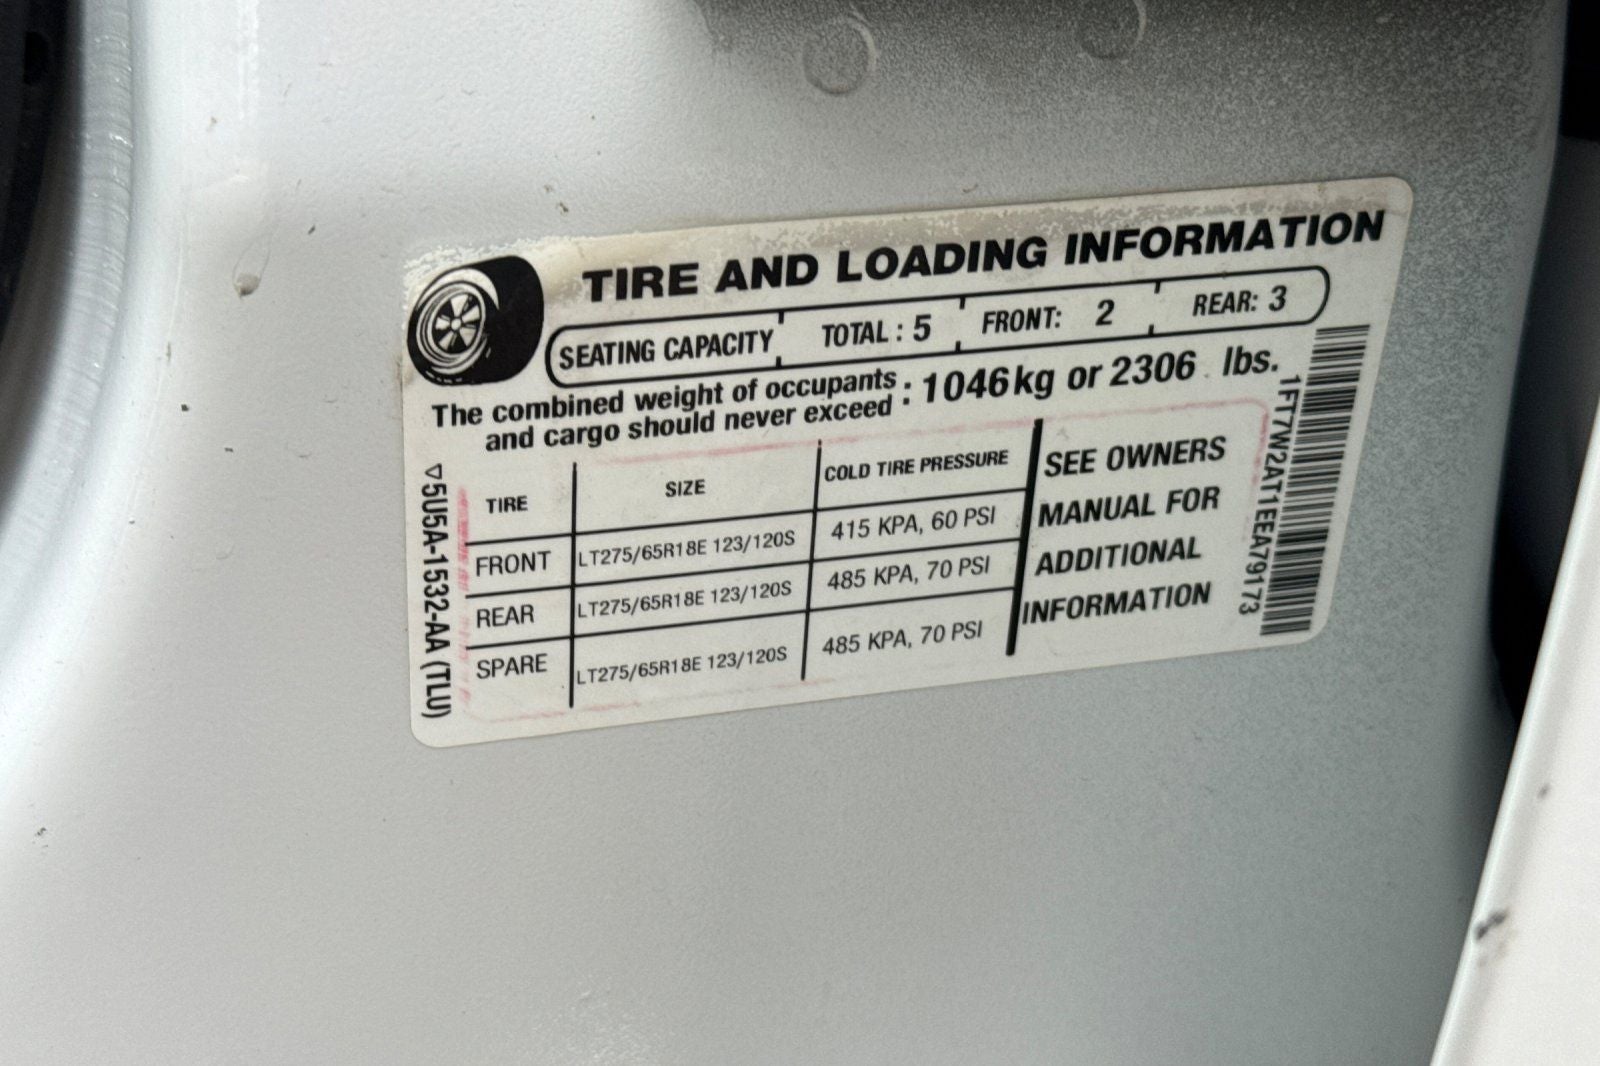 TIRE AND LOADING INFORMATION
SEATING CAPACITY TOTAL : 5 FRONT: 2 REAR: 3
The combined weight of occupants
and cargo should never exceed : 1046kg or 2306 lbs.
TIRE SIZE COLD TIRE PRESSURE
FRONT LT275/65R18E 123/120S 415 KPA, 60 PSI
REAR LT275/65R18E 123/120S 485 KPA, 70 PSI
SPARE LT275/65R18E 123/120S 485 KPA, 70 PSI
SEE OWNERS
MANUAL FOR
ADDITIONAL
INFORMATION
▽5U5A-1532-AA (TLU)
1FT7W2AT1EEA79173